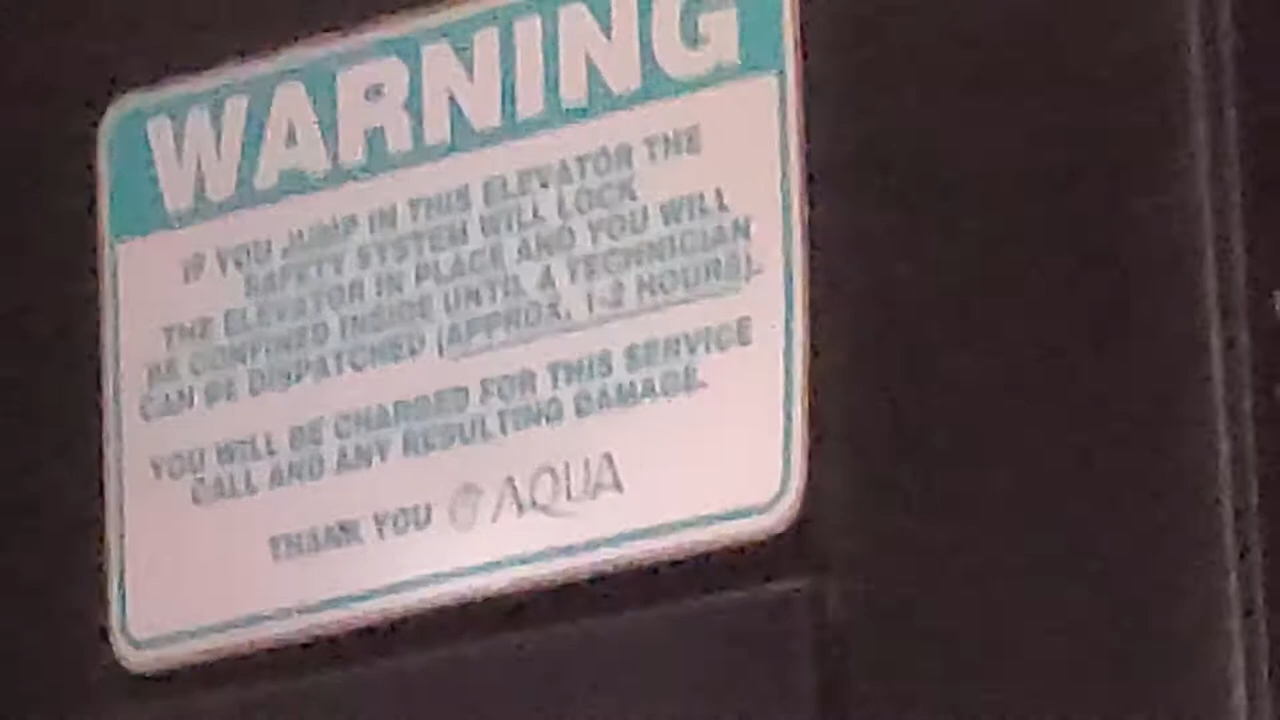 WARNING
IF YOU JUMP IN THIS ELEVATOR THE
SAFETY SYSTEM WILL LOCK
THE ELEVATOR IN PLACE AND YOU WILL
BE CONFINED INSIDE UNTIL A TECHNICIAN
CAN BE DISPATCHED (APPROX. 1-2 HOURS).
YOU WILL BE CHARGED FOR THIS SERVICE
CALL AND ANY RESULTING DAMAGE.
THANK YOU AQUA